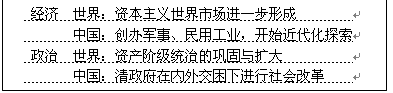 经济 世界：资本主义世界市场进一步形成
中国：创办军事、民用工业，开始近代化探索
政治 世界：资产阶级统治的巩固与扩大
中国：清政府在内外交困下进行社会改革